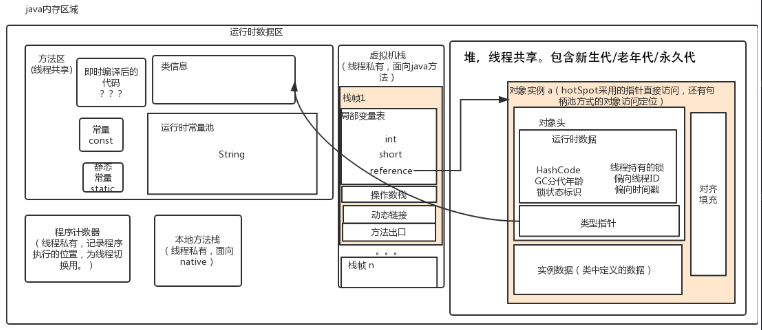 java内存区域
运行时数据区
方法区
(线程共享)
即时编译后的
代码
？？？
类信息
常量
const
静态
常量
static
运行时常量池
String
程序计数器
（线程私有，记录程序
执行的位置，为线程切
换用。）
本地方法栈
（线程私有，面向
native）
虚拟机栈
（线程私有，面向java方
法）
栈帧1
局部变量表
int
short
reference
操作数栈
动态链接
方法出口
。。。
栈帧 n
堆，线程共享。包含新生代/老年代/永久代
对象实例 a（hotSpot采用的指针直接访问，还有句
柄池方式的对象访问定位）
对象头
运行时数据
HashCode
GC分代年龄
锁状态标识
线程持有的锁
偏向线程ID
偏向时间戳
类型指针
实例数据（类中定义的数据）
对齐
填充